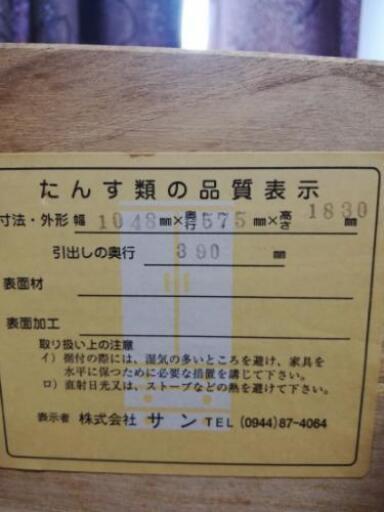 たんす類の品質表示
寸法・外形 幅 1048㎜×奥行 575㎜×高さ 1830㎜
引出しの奥行 390 ㎜
表面材
表面加工
取り扱い上の注意
イ）据付の際には、湿気の多いところを避け、家具を
水平に保つために必要な措置を講じて下さい。
ロ）直射日光又は、ストーブなどの熱を避けて下さい。
表示者 株式会社 サン TEL (0944)87-4064